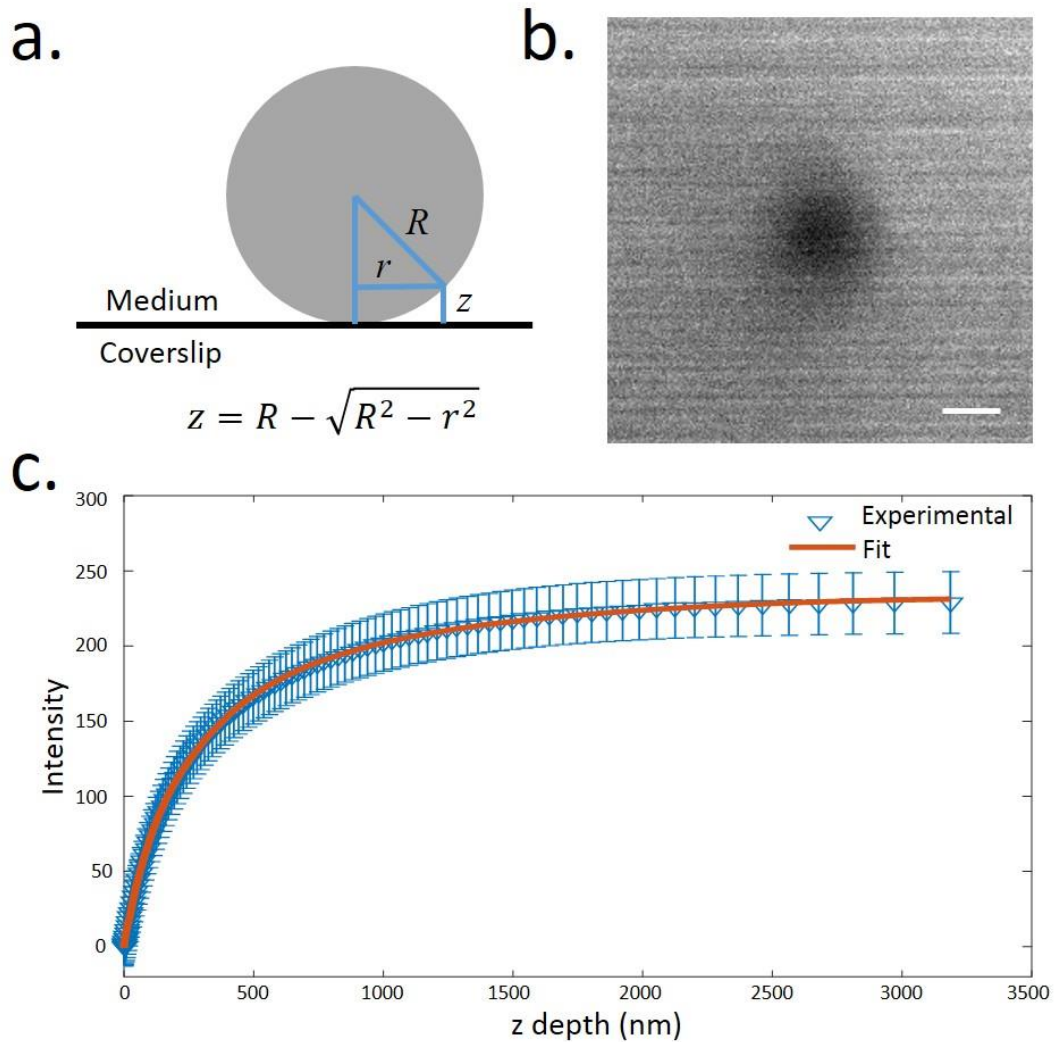 a.
R
r
z
Medium
Coverslip
z = R − √(R² − r²)
b.
c.
300
250
200
150
100
50
0
Intensity
Experimental
Fit
0 500 1000 1500 2000 2500 3000 3500
z depth (nm)